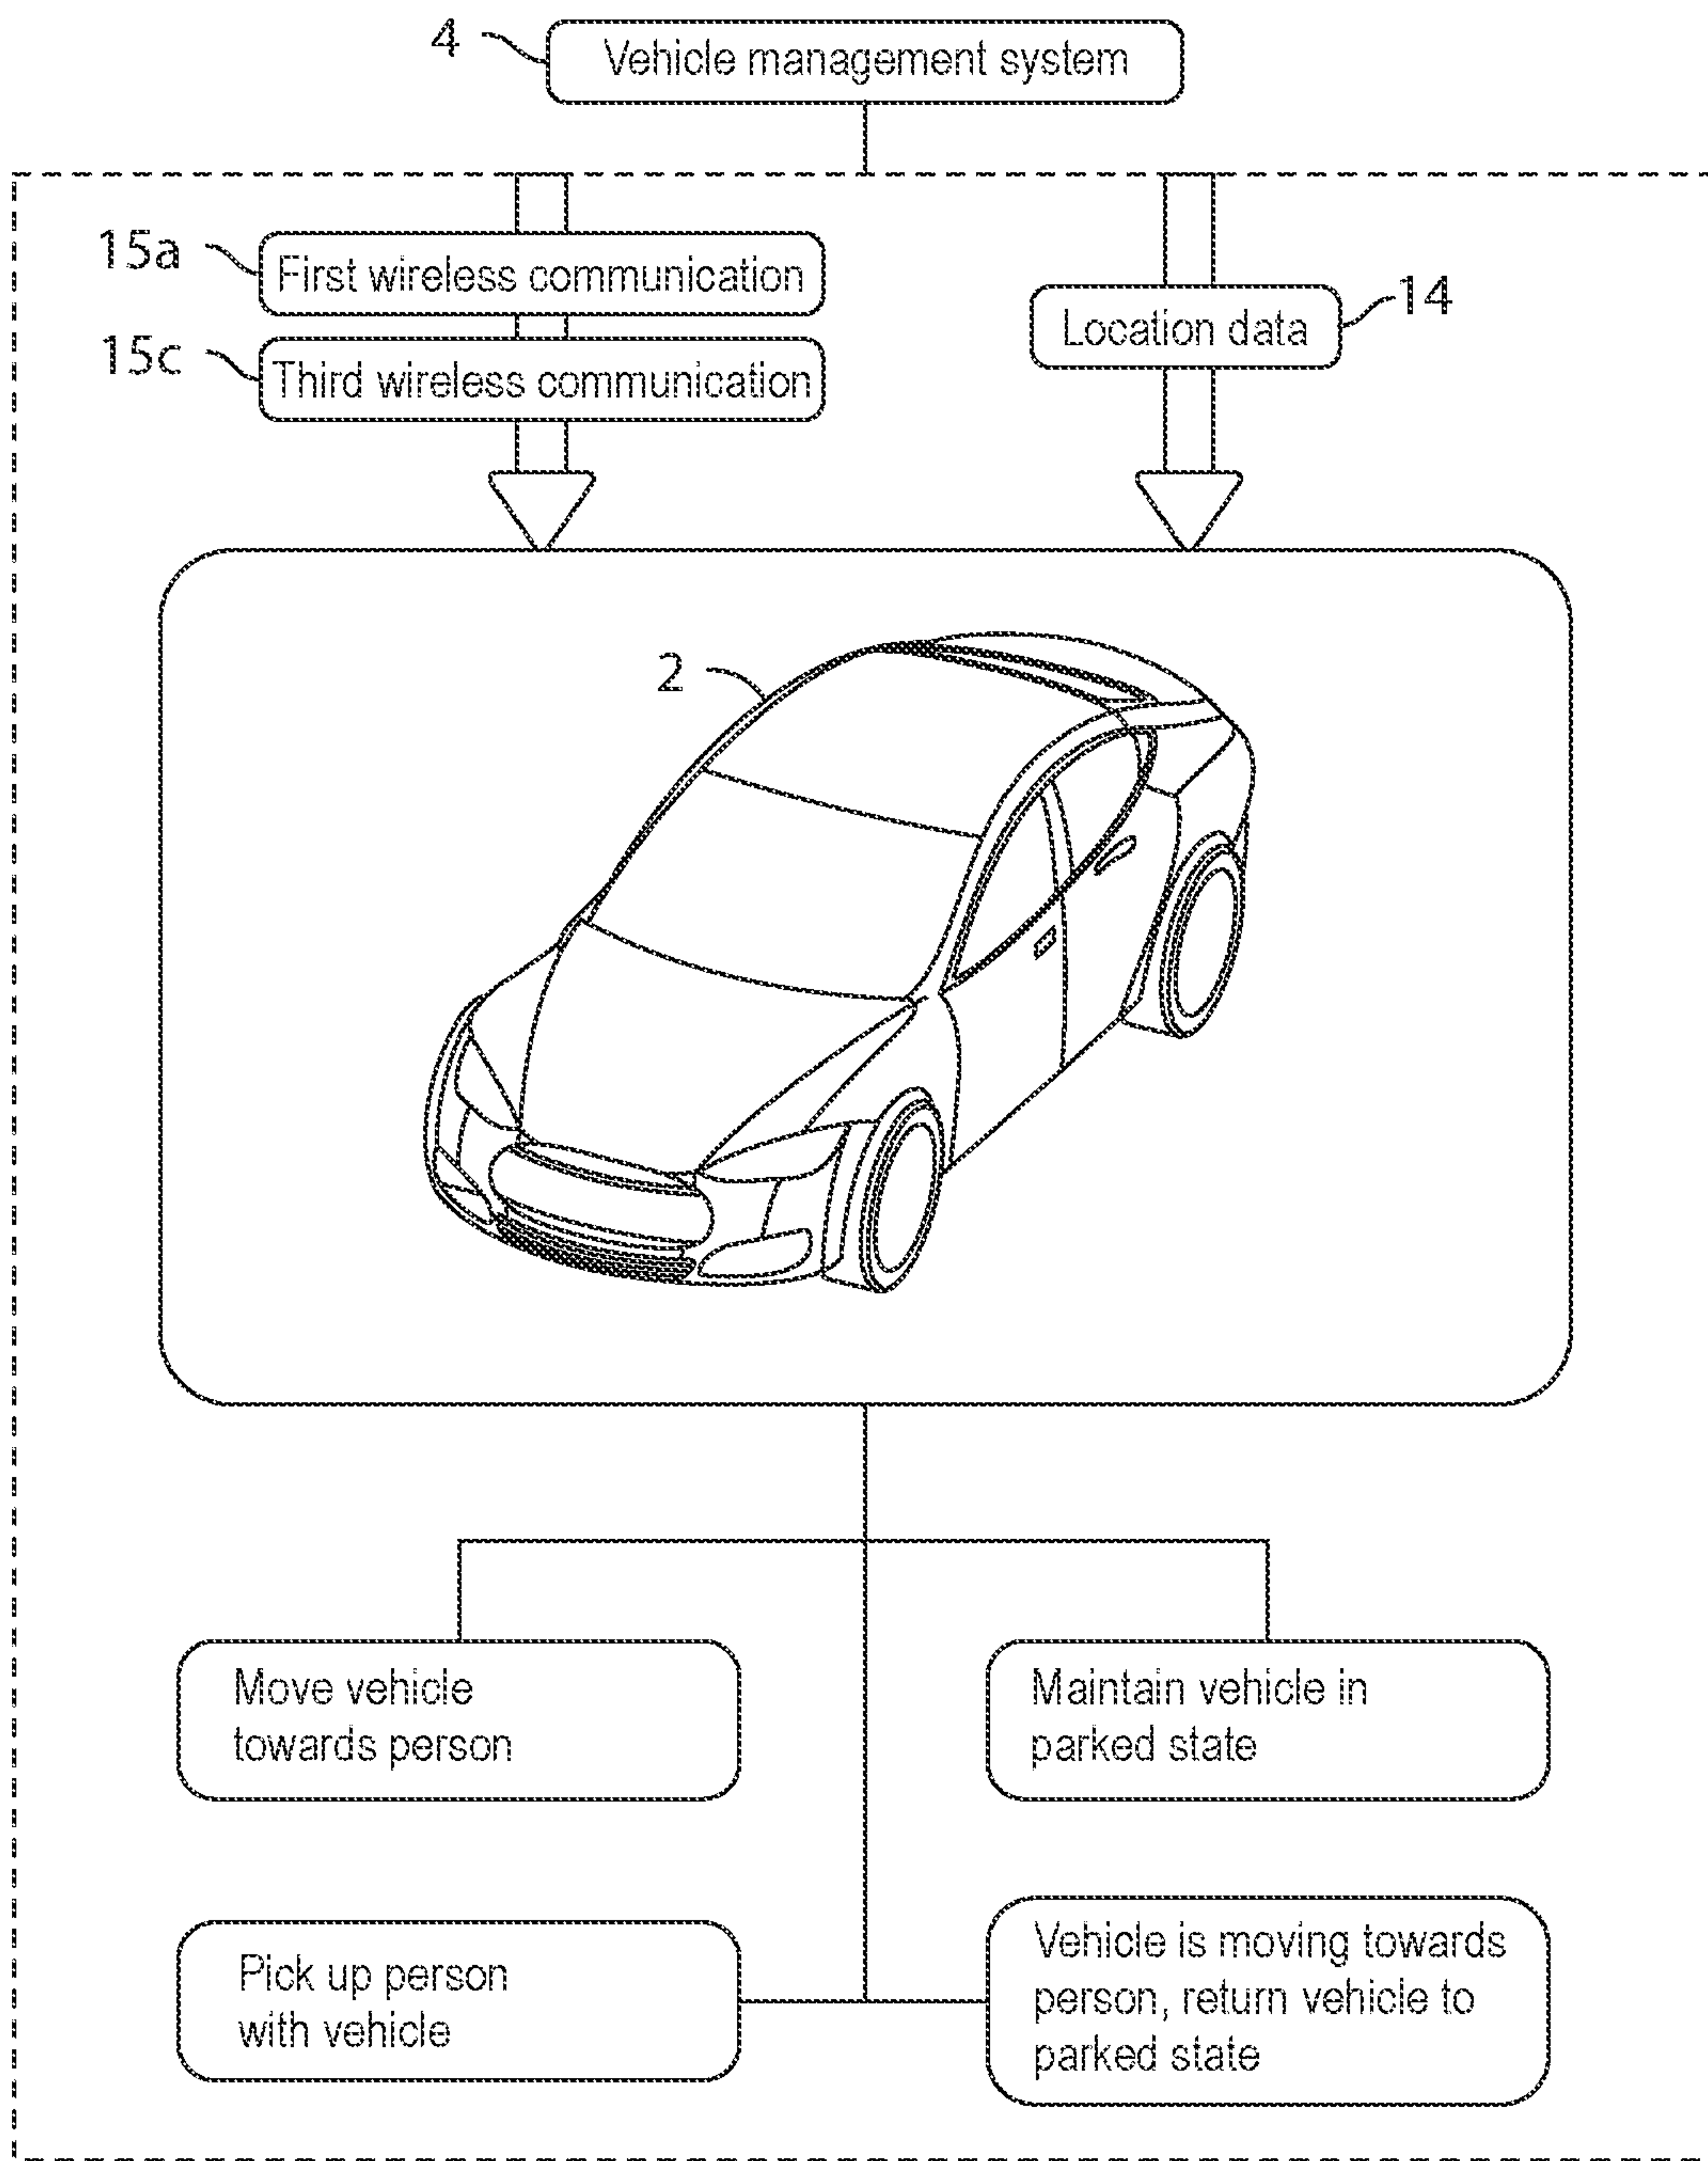 4
Vehicle management system
15a
First wireless communication
14
Location data
15c
Third wireless communication
2
Move vehicle
towards person
Maintain vehicle in
parked state
Pick up person
with vehicle
Vehicle is moving towards
person, return vehicle to
parked state